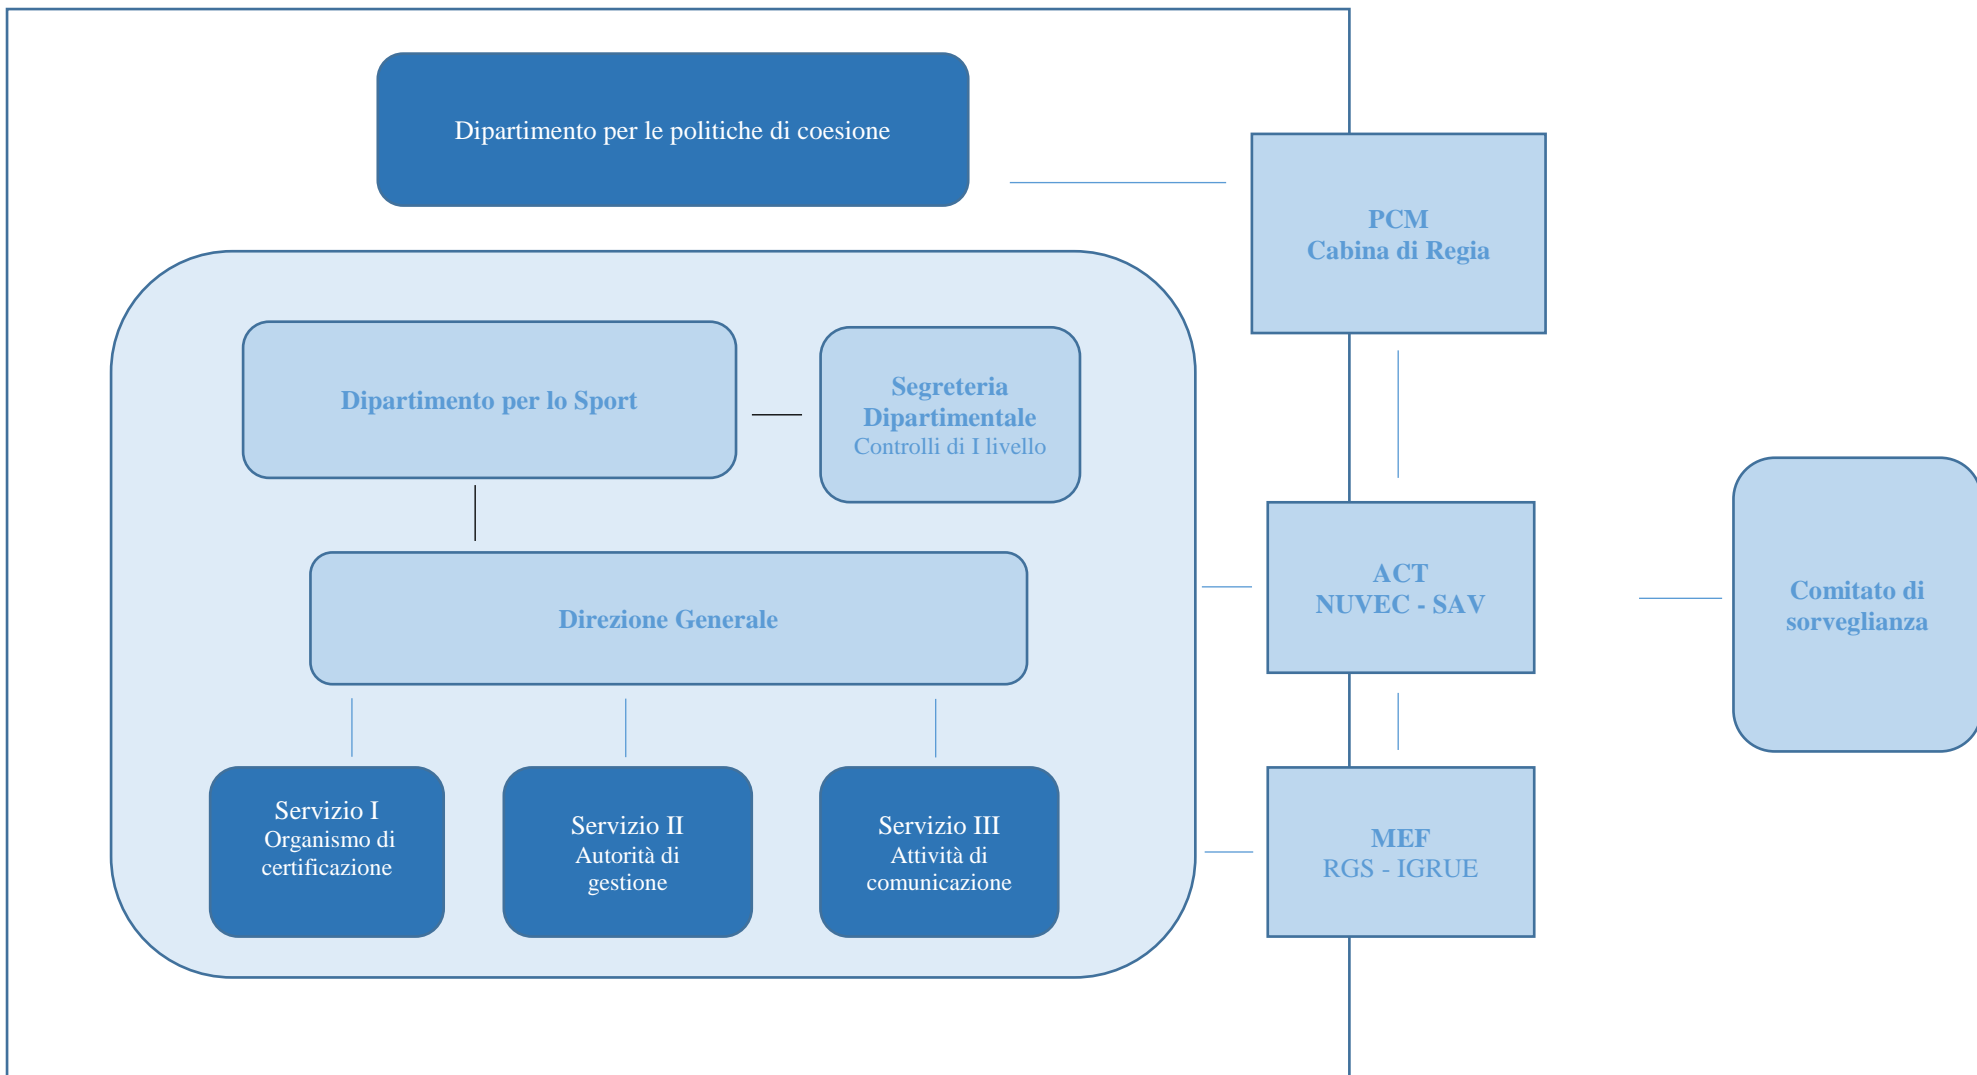 Dipartimento per le politiche di coesione
PCM
Cabina di Regia
Dipartimento per lo Sport
Segreteria
Dipartimentale
Controlli di I livello
ACT
NUVEC - SAV
Comitato di
sorveglianza
Direzione Generale
Servizio I
Organismo di
certificazione
Servizio II
Autorità di
gestione
Servizio III
Attività di
comunicazione
MEF
RGS - IGRUE